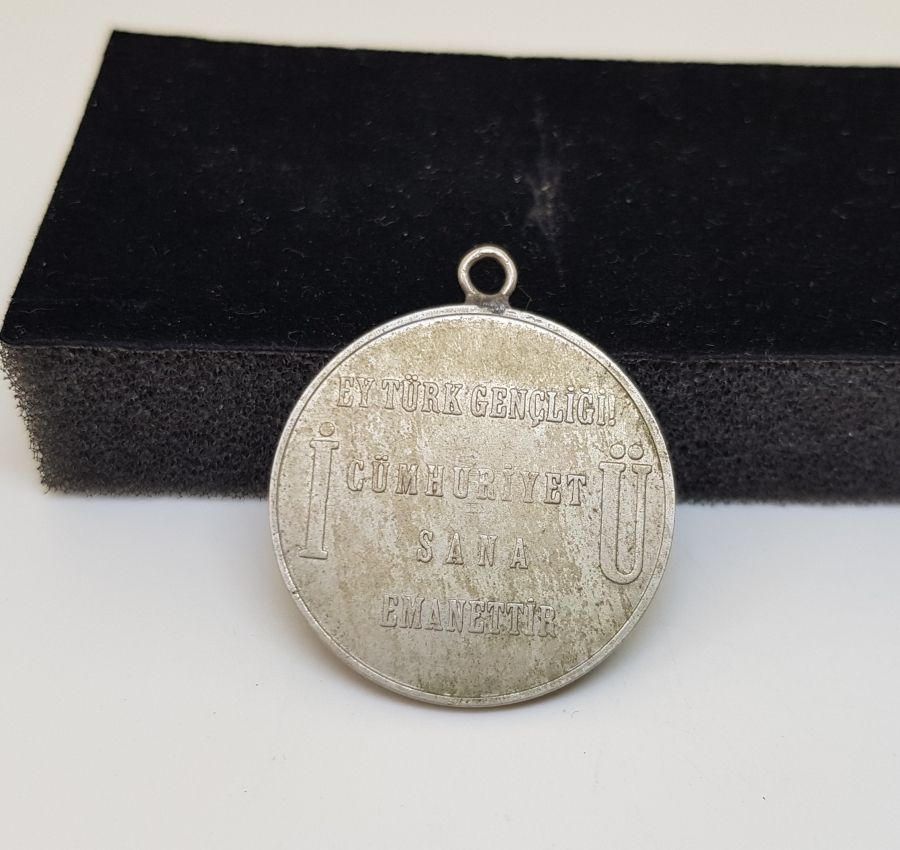 EY TÜRK GENÇLİĞİ!
İ CÜMHURİYET Ü
SANA
EMANETTİR